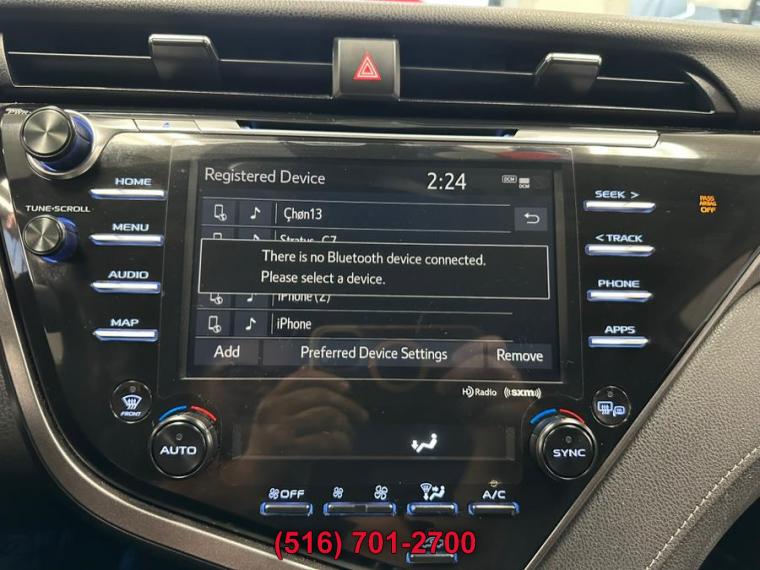 HOME
TUNE•SCROLL
MENU
AUDIO
MAP
Registered Device
2:24
DCM
DCM
Çhøn13
There is no Bluetooth device connected.
Please select a device.
iPhone (2)
iPhone
Add
Preferred Device Settings
Remove
SEEK >
< TRACK
PHONE
APPS
PASS
AIRBAG
OFF
HD Radio
((sxm))
FRONT
AUTO
SYNC
OFF
A/C
(516) 701-2700